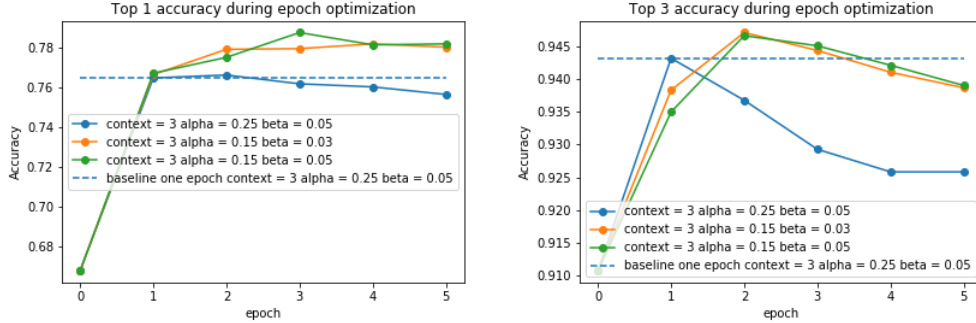 Top 1 accuracy during epoch optimization
Accuracy
0.78
0.76
0.74
0.72
0.70
0.68
context = 3 alpha = 0.25 beta = 0.05
context = 3 alpha = 0.15 beta = 0.03
context = 3 alpha = 0.15 beta = 0.05
baseline one epoch context = 3 alpha = 0.25 beta = 0.05
0 1 2 3 4 5
epoch
Top 3 accuracy during epoch optimization
Accuracy
0.945
0.940
0.935
0.930
0.925
0.920
0.915
0.910
context = 3 alpha = 0.25 beta = 0.05
context = 3 alpha = 0.15 beta = 0.03
context = 3 alpha = 0.15 beta = 0.05
baseline one epoch context = 3 alpha = 0.25 beta = 0.05
0 1 2 3 4 5
epoch